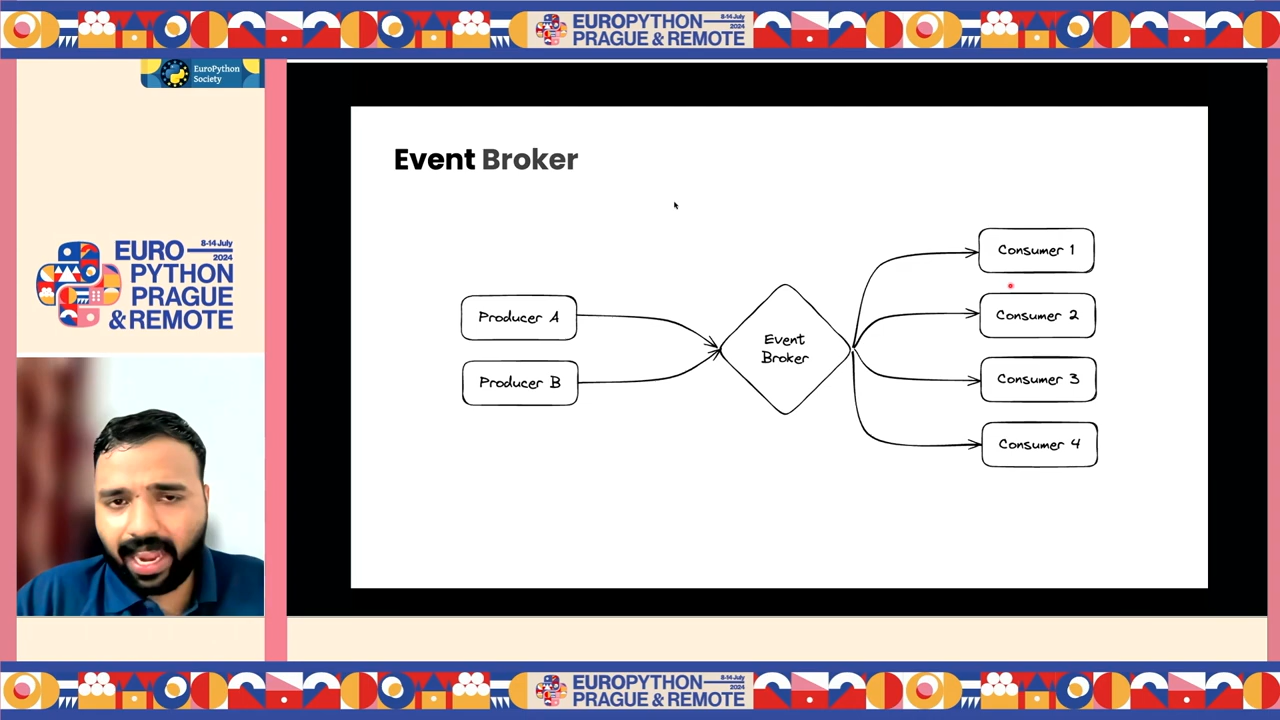 EUROPYTHON
8-14 July
2024
PRAGUE & REMOTE
EuroPython
Society
EURO
8-14 July
2024
PYTHON
PRAGUE
& REMOTE
Event Broker
Producer A
Producer B
Event
Broker
Consumer 1
Consumer 2
Consumer 3
Consumer 4
EUROPYTHON
8-14 July
2024
PRAGUE & REMOTE